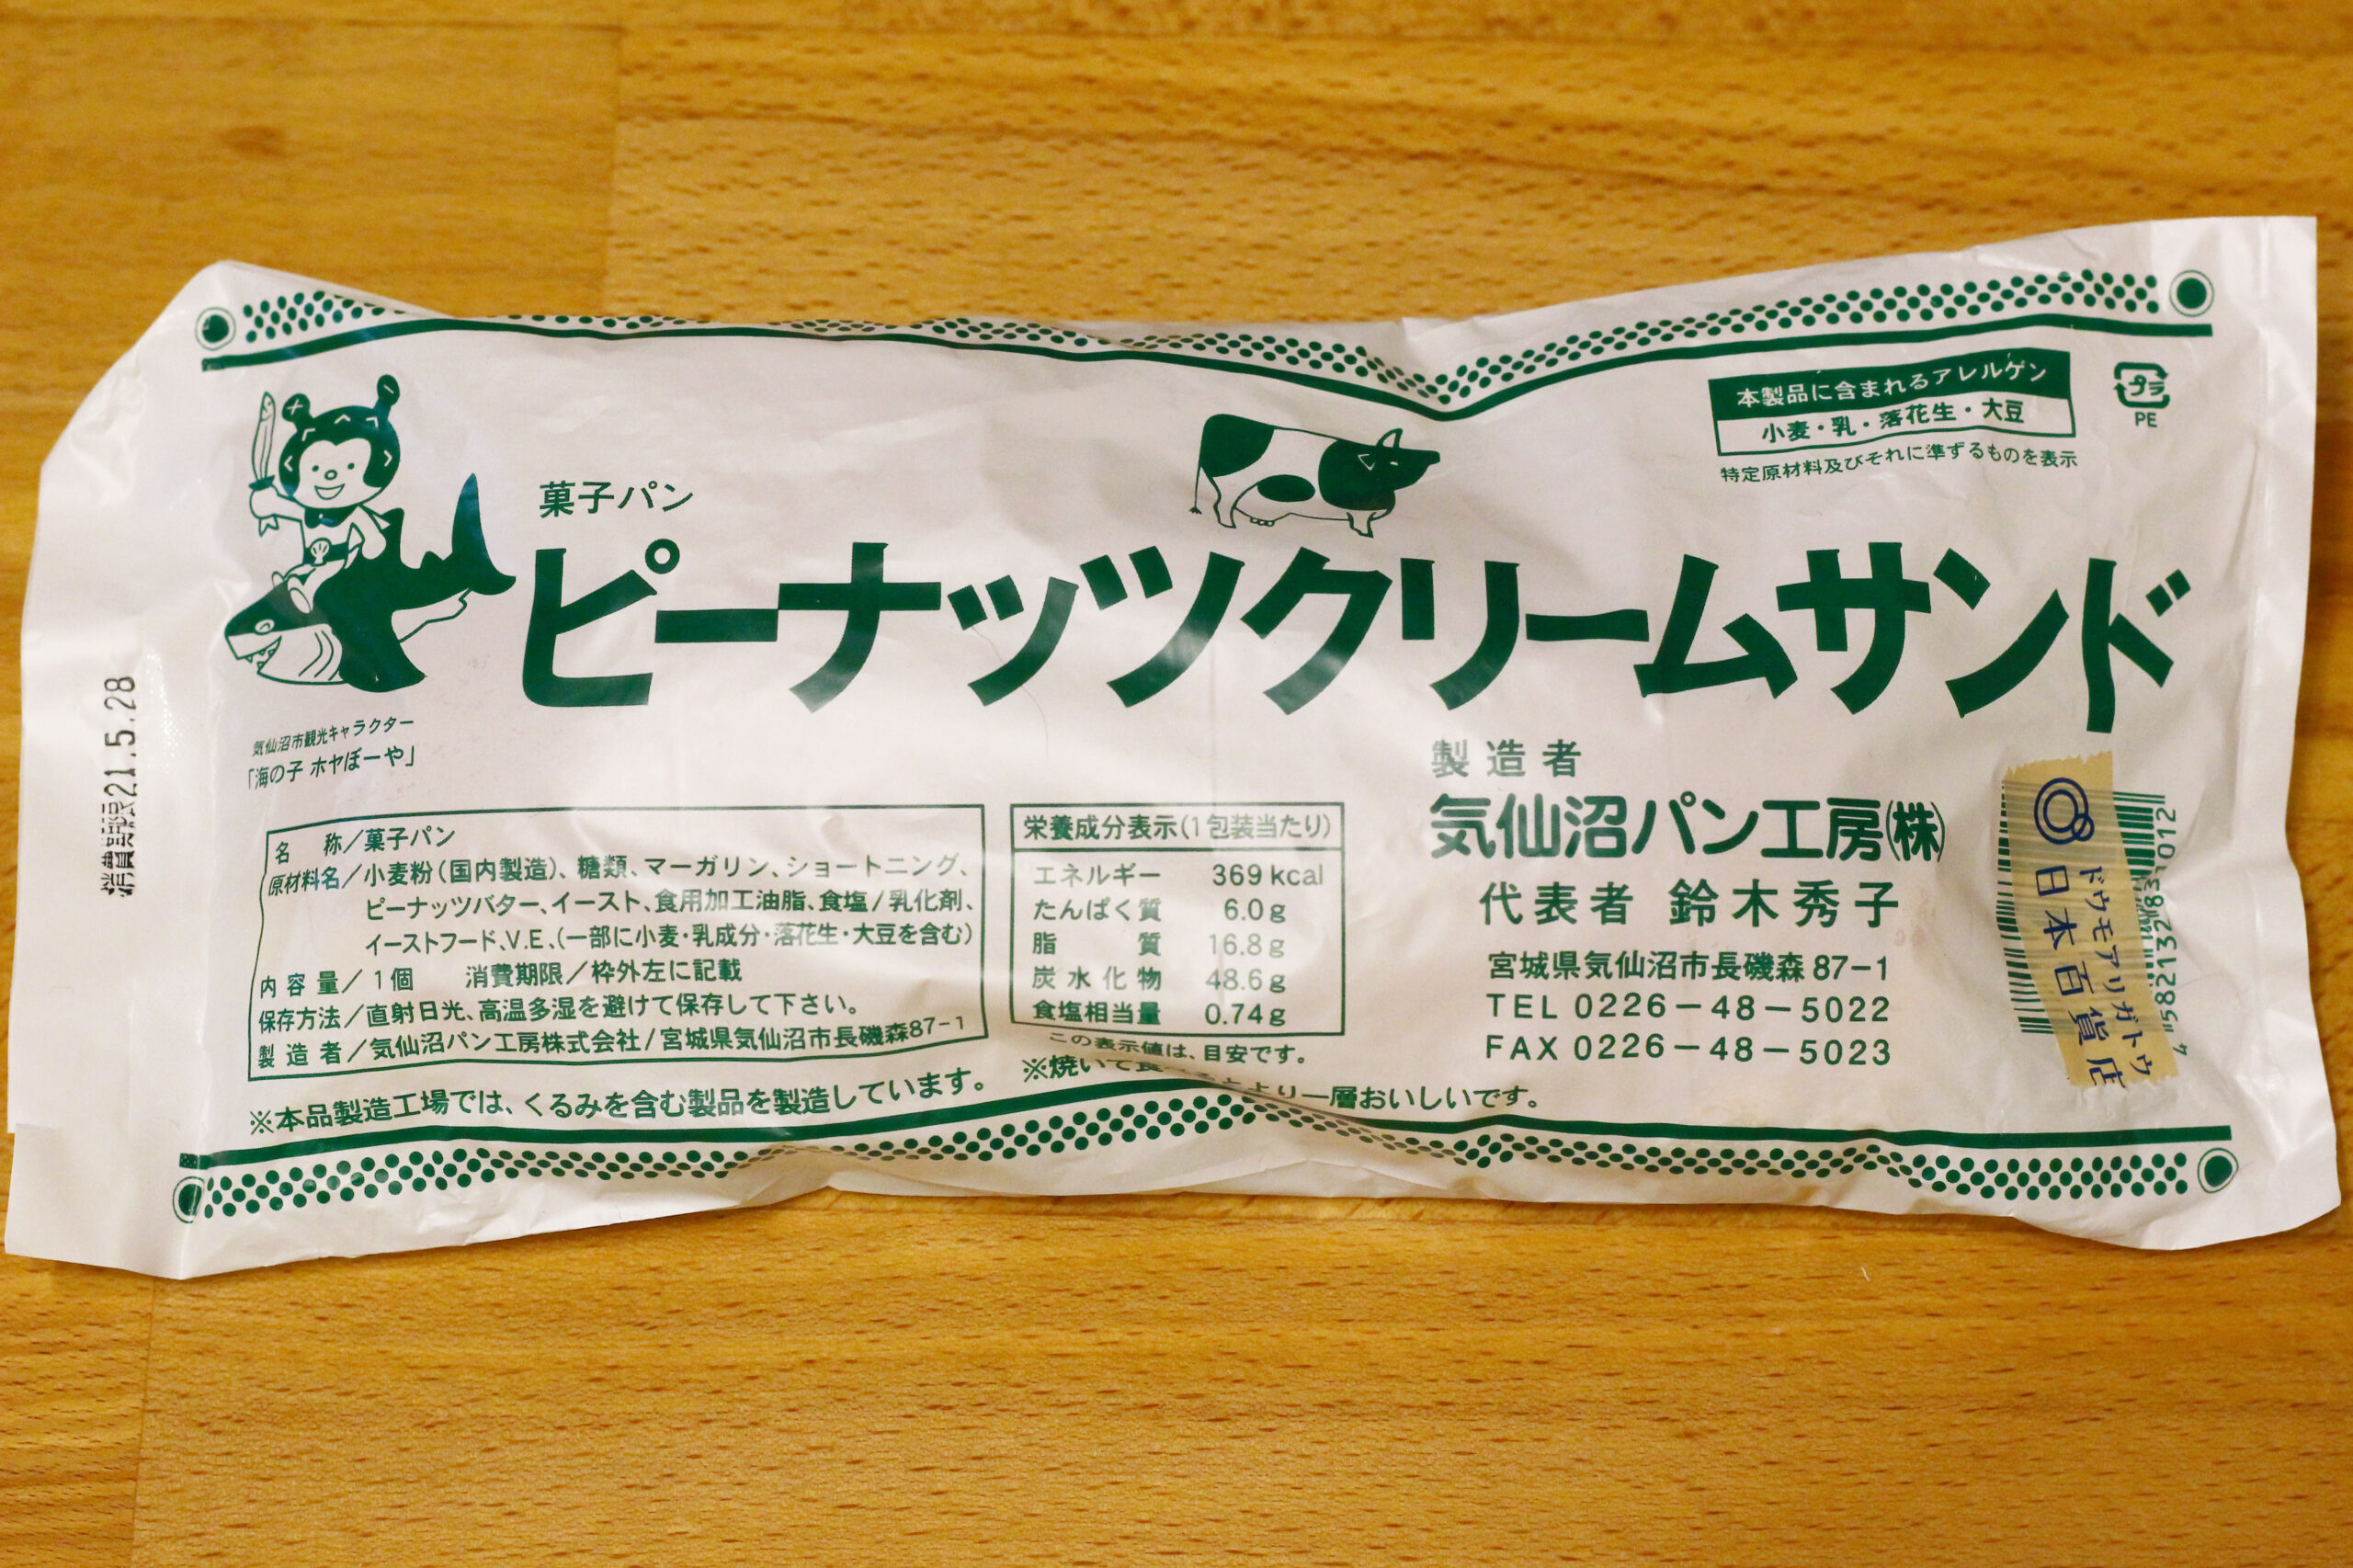 本製品に含まれるアレルゲン
小麦・乳・落花生・大豆
特定原材料及びそれに準ずるものを表示
プラ
PE
菓子パン
ピーナッツクリームサンド
気仙沼市観光キャラクター
「海の子 ホヤぼーや」
消費期限21.5.28
名 称/菓子パン
原材料名/小麦粉(国内製造)、糖類、マーガリン、ショートニング、
ピーナッツバター、イースト、食用加工油脂、食塩/乳化剤、
イーストフード、V.E.、(一部に小麦・乳成分・落花生・大豆を含む)
内容量/1個 消費期限/枠外左に記載
保存方法/直射日光、高温多湿を避けて保存して下さい。
製造者/気仙沼パン工房株式会社/宮城県気仙沼市長磯森87-1
※本品製造工場では、くるみを含む製品を製造しています。
栄養成分表示(1包装当たり)
エネルギー 369kcal
たんぱく質 6.0g
脂質 16.8g
炭水化物 48.6g
食塩相当量 0.74g
この表示値は、目安です。
※焼いて食 より一層おいしいです。
製造者
気仙沼パン工房(株)
代表者 鈴木秀子
宮城県気仙沼市長磯森87-1
TEL 0226-48-5022
FAX 0226-48-5023
ドウモアリガトウ
日本百貨店
4 582132 831012